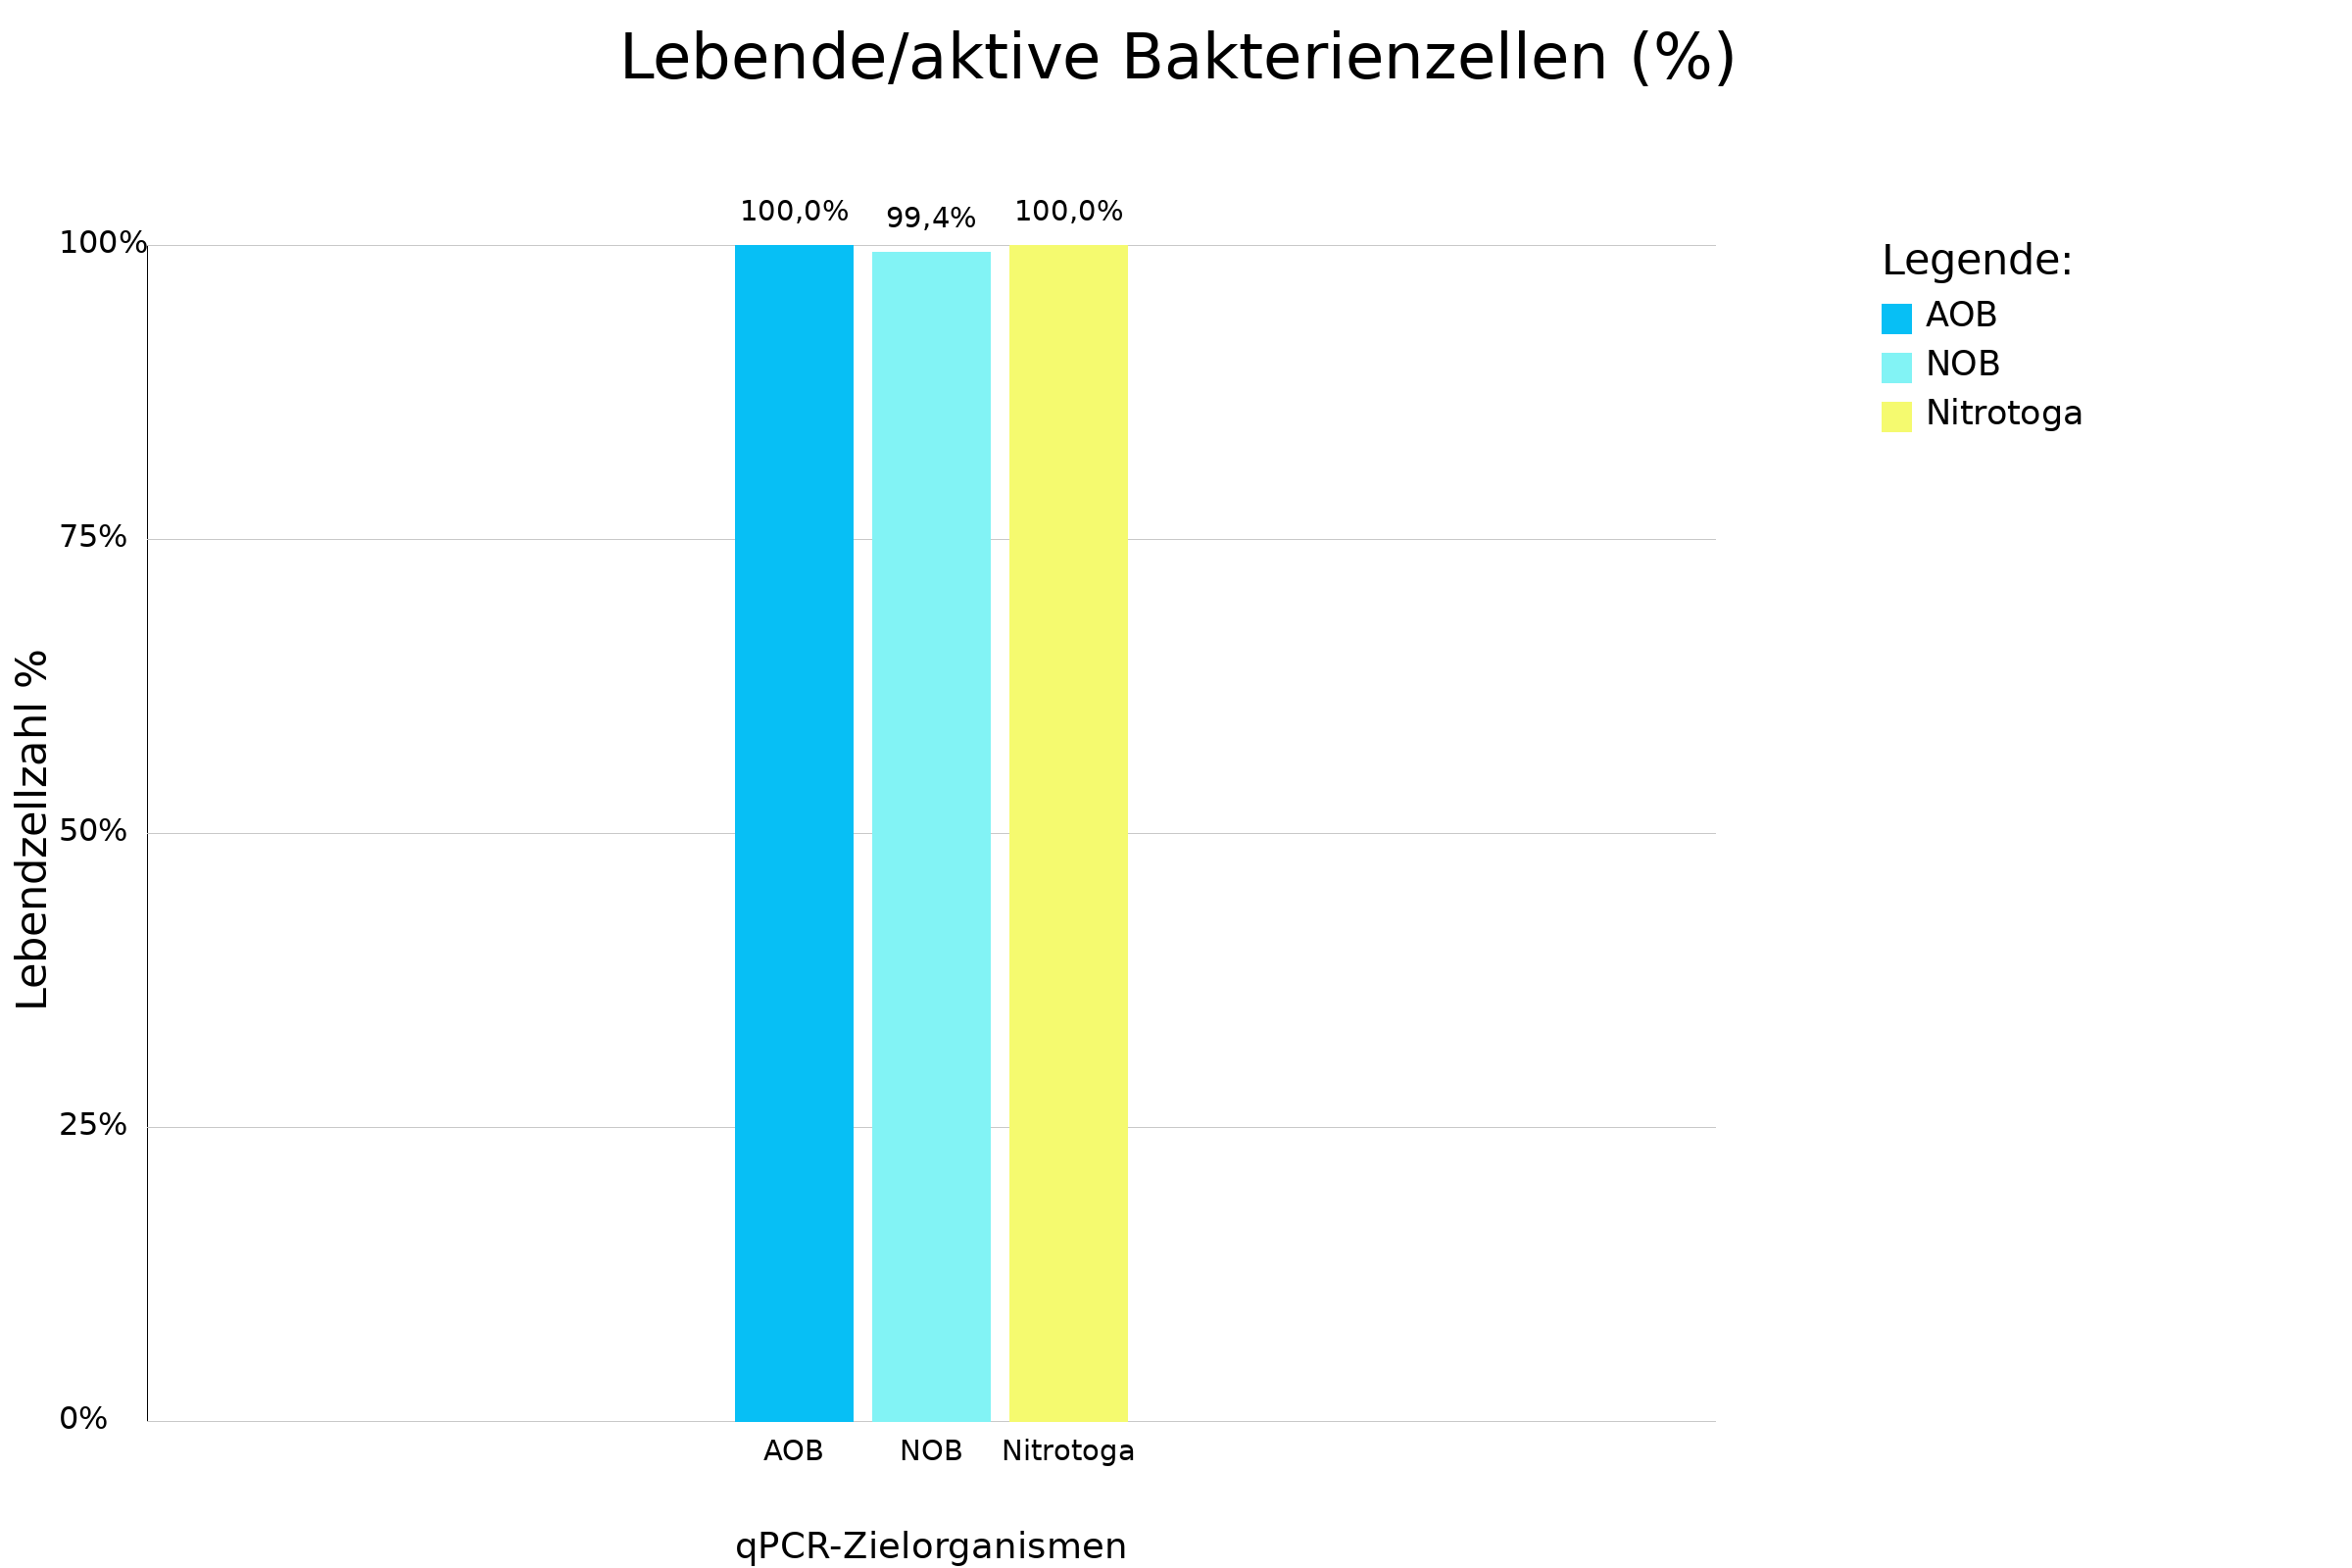 Lebende/aktive Bakterienzellen (%)
100,0%
99,4%
100,0%
100%
75%
50%
25%
0%
Lebendzellzahl %
AOB
NOB
Nitrotoga
qPCR-Zielorganismen
Legende:
AOB
NOB
Nitrotoga